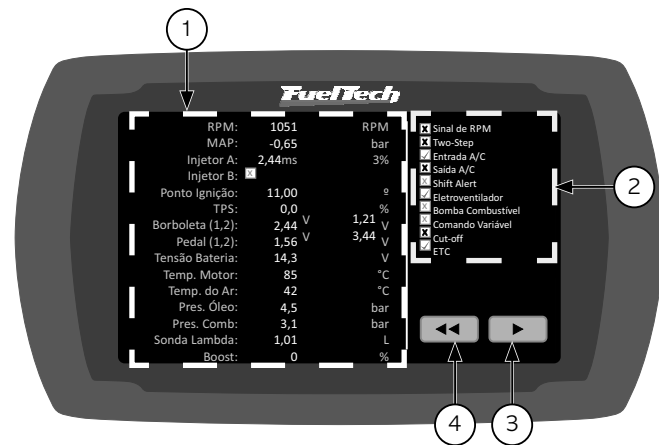 1
FuelTech
RPM: 1051 RPM
MAP: -0,65 bar
Injetor A: 2,44ms 3%
Injetor B: x
Ponto Ignição: 11,00 º
TPS: 0,0 %
Borboleta (1,2): 2,44 V 1,21 V
Pedal (1,2): 1,56 V 3,44 V
Tensão Bateria: 14,3 V
Temp. Motor: 85 °C
Temp. do Ar: 42 °C
Pres. Óleo: 4,5 bar
Pres. Comb: 3,1 bar
Sonda Lambda: 1,01 L
Boost: 0 %
Sinal de RPM
Two-Step
Entrada A/C
Saída A/C
Shift Alert
Eletroventilador
Bomba Combustível
Comando Variável
Cut-off
ETC
2
4
3